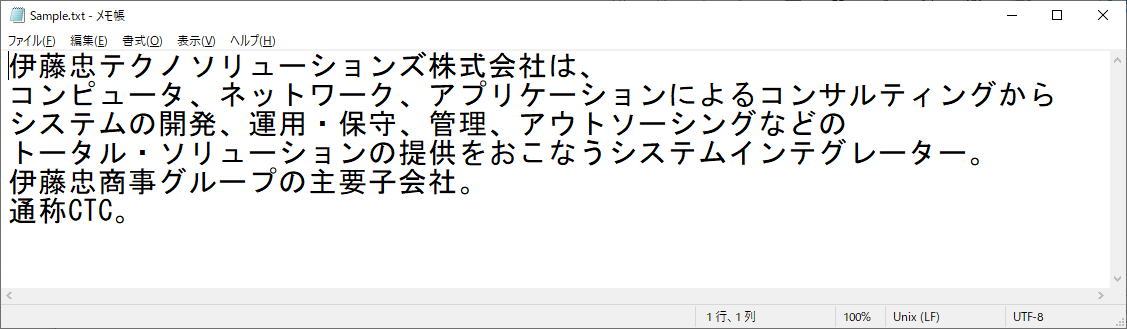 Sample.txt - メモ帳
ファイル(F) 編集(E) 書式(O) 表示(V) ヘルプ(H)
伊藤忠テクノソリューションズ株式会社は、
コンピュータ、ネットワーク、アプリケーションによるコンサルティングから
システムの開発、運用・保守、管理、アウトソーシングなどの
トータル・ソリューションの提供をおこなうシステムインテグレーター。
伊藤忠商事グループの主要子会社。
通称CTC。
1 行、1 列 100% Unix (LF) UTF-8